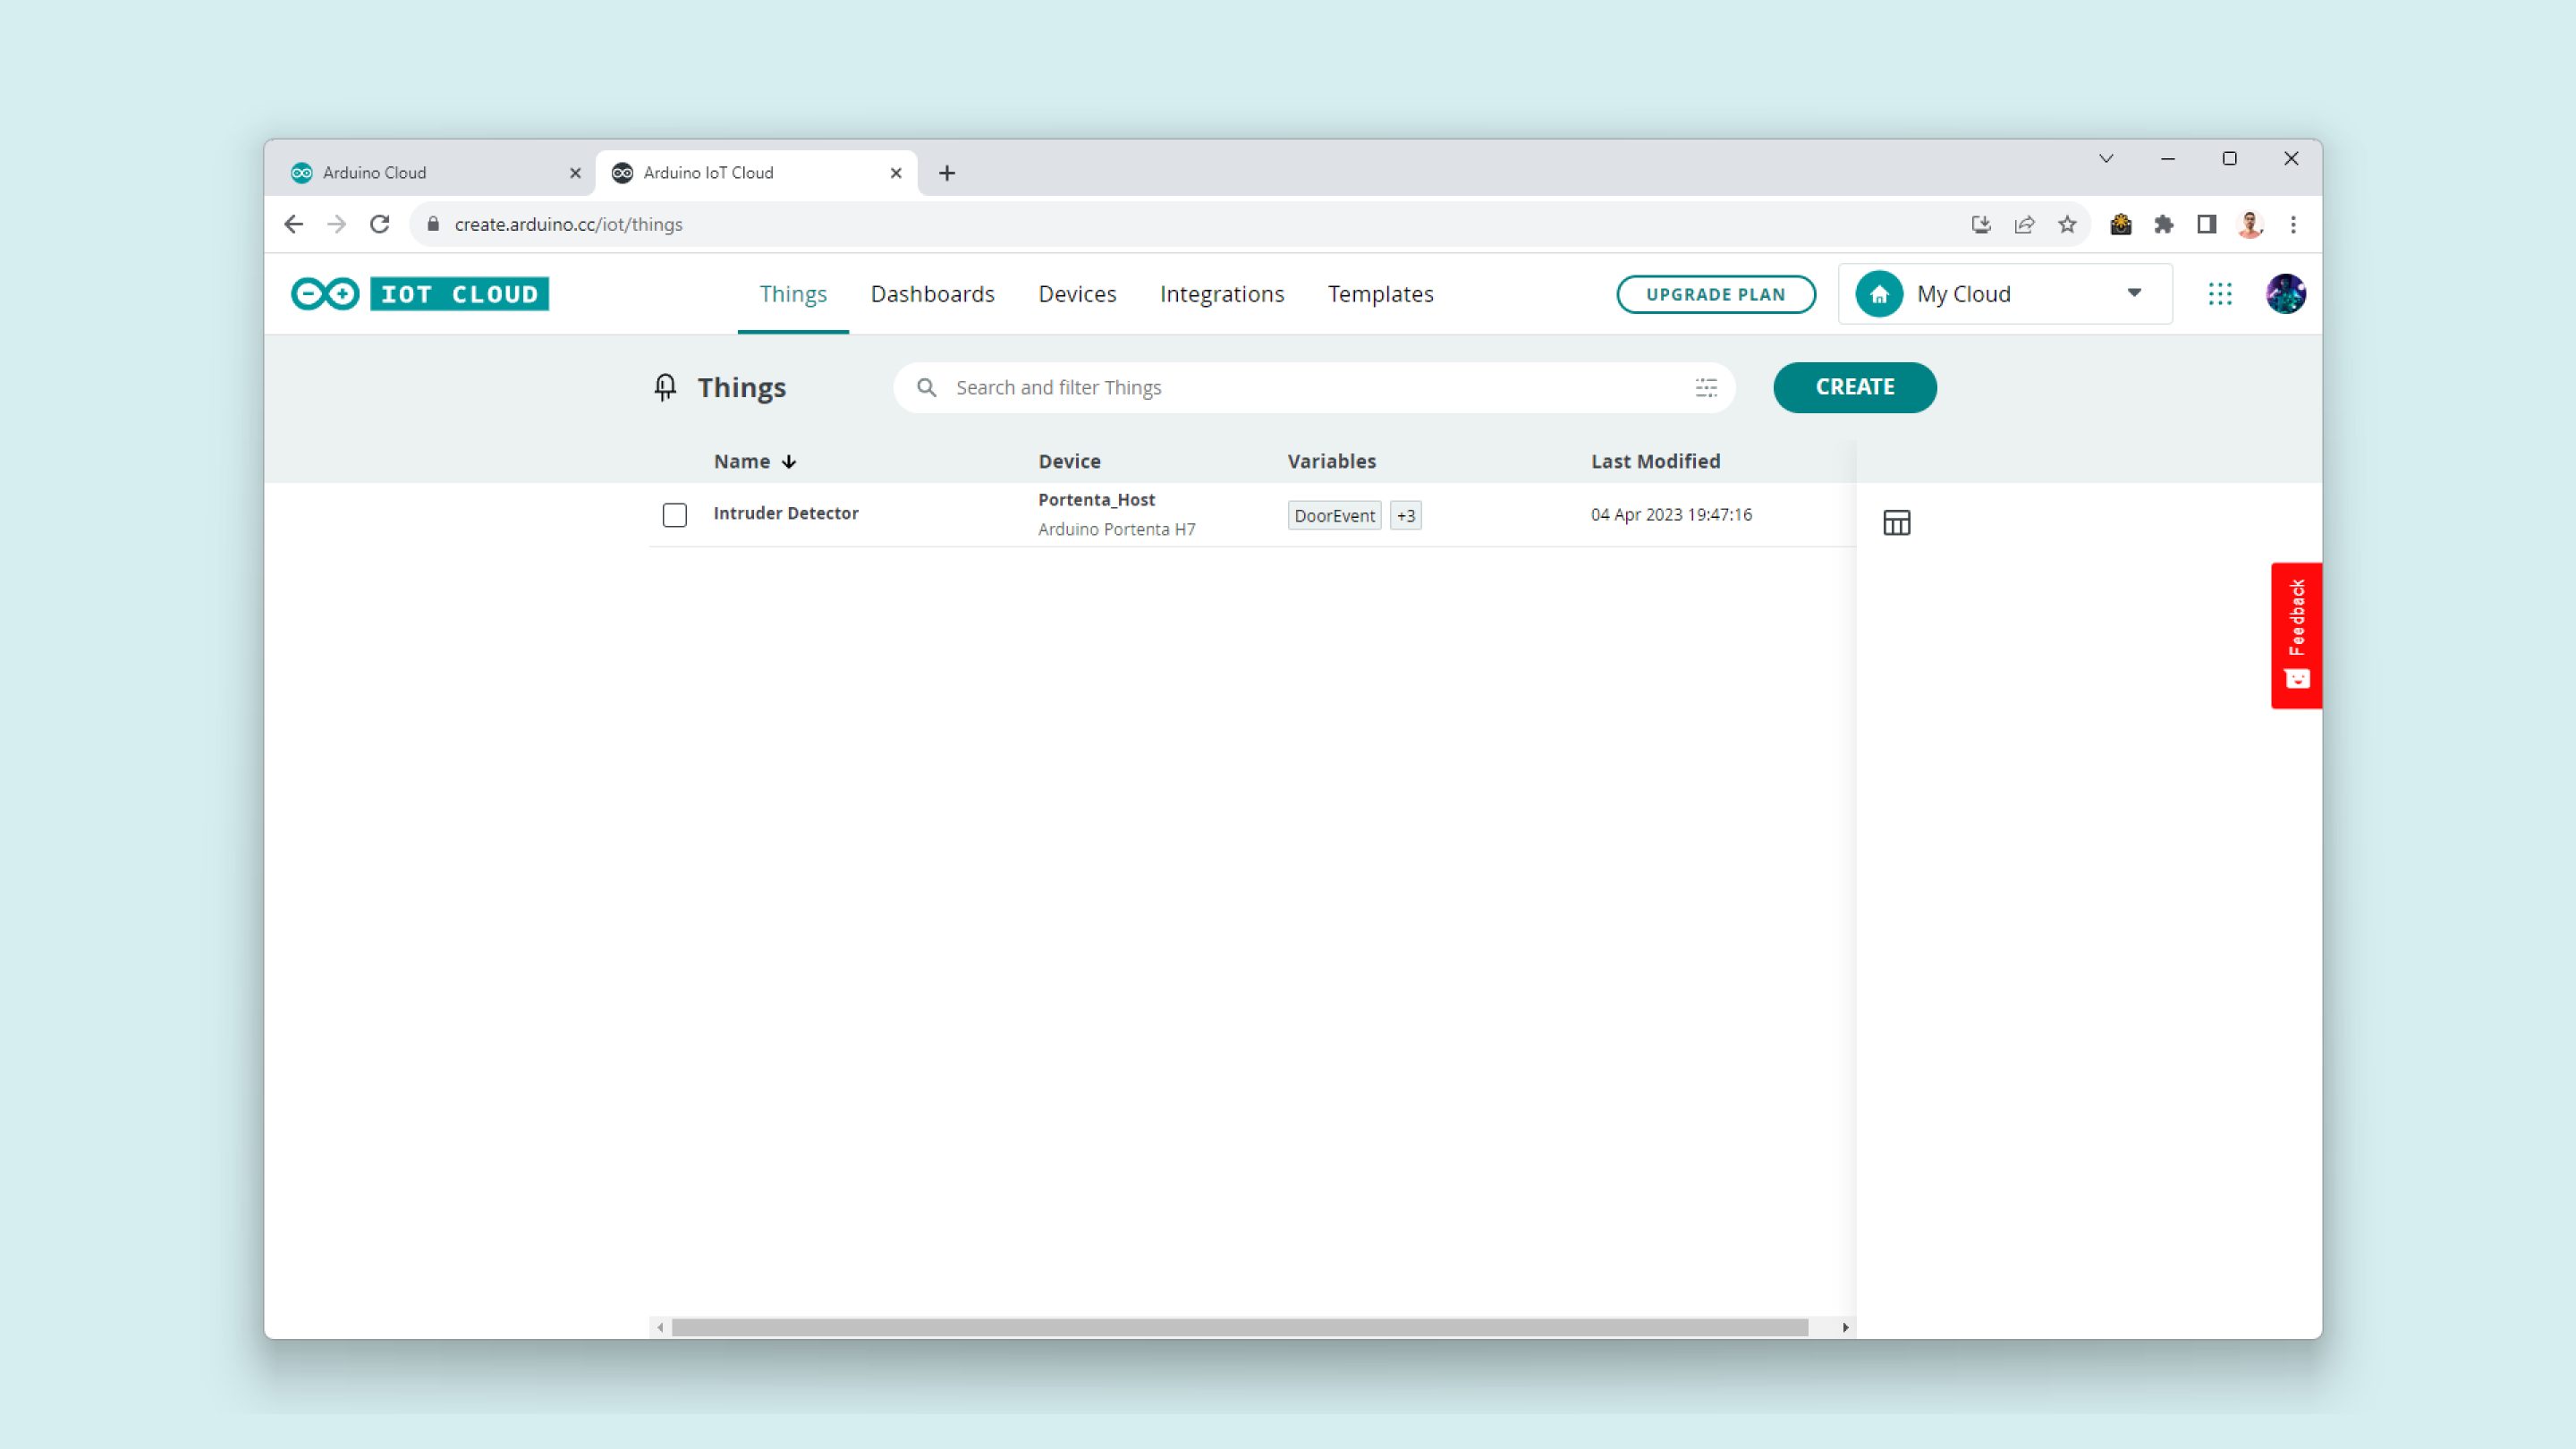 Arduino Cloud
Arduino IoT Cloud
create.arduino.cc/iot/things
IOT CLOUD
Things
Dashboards
Devices
Integrations
Templates
UPGRADE PLAN
My Cloud
Things
Search and filter Things
CREATE
Name
Device
Variables
Last Modified
Intruder Detector
Portenta_Host
Arduino Portenta H7
DoorEvent
+3
04 Apr 2023 19:47:16
Feedback